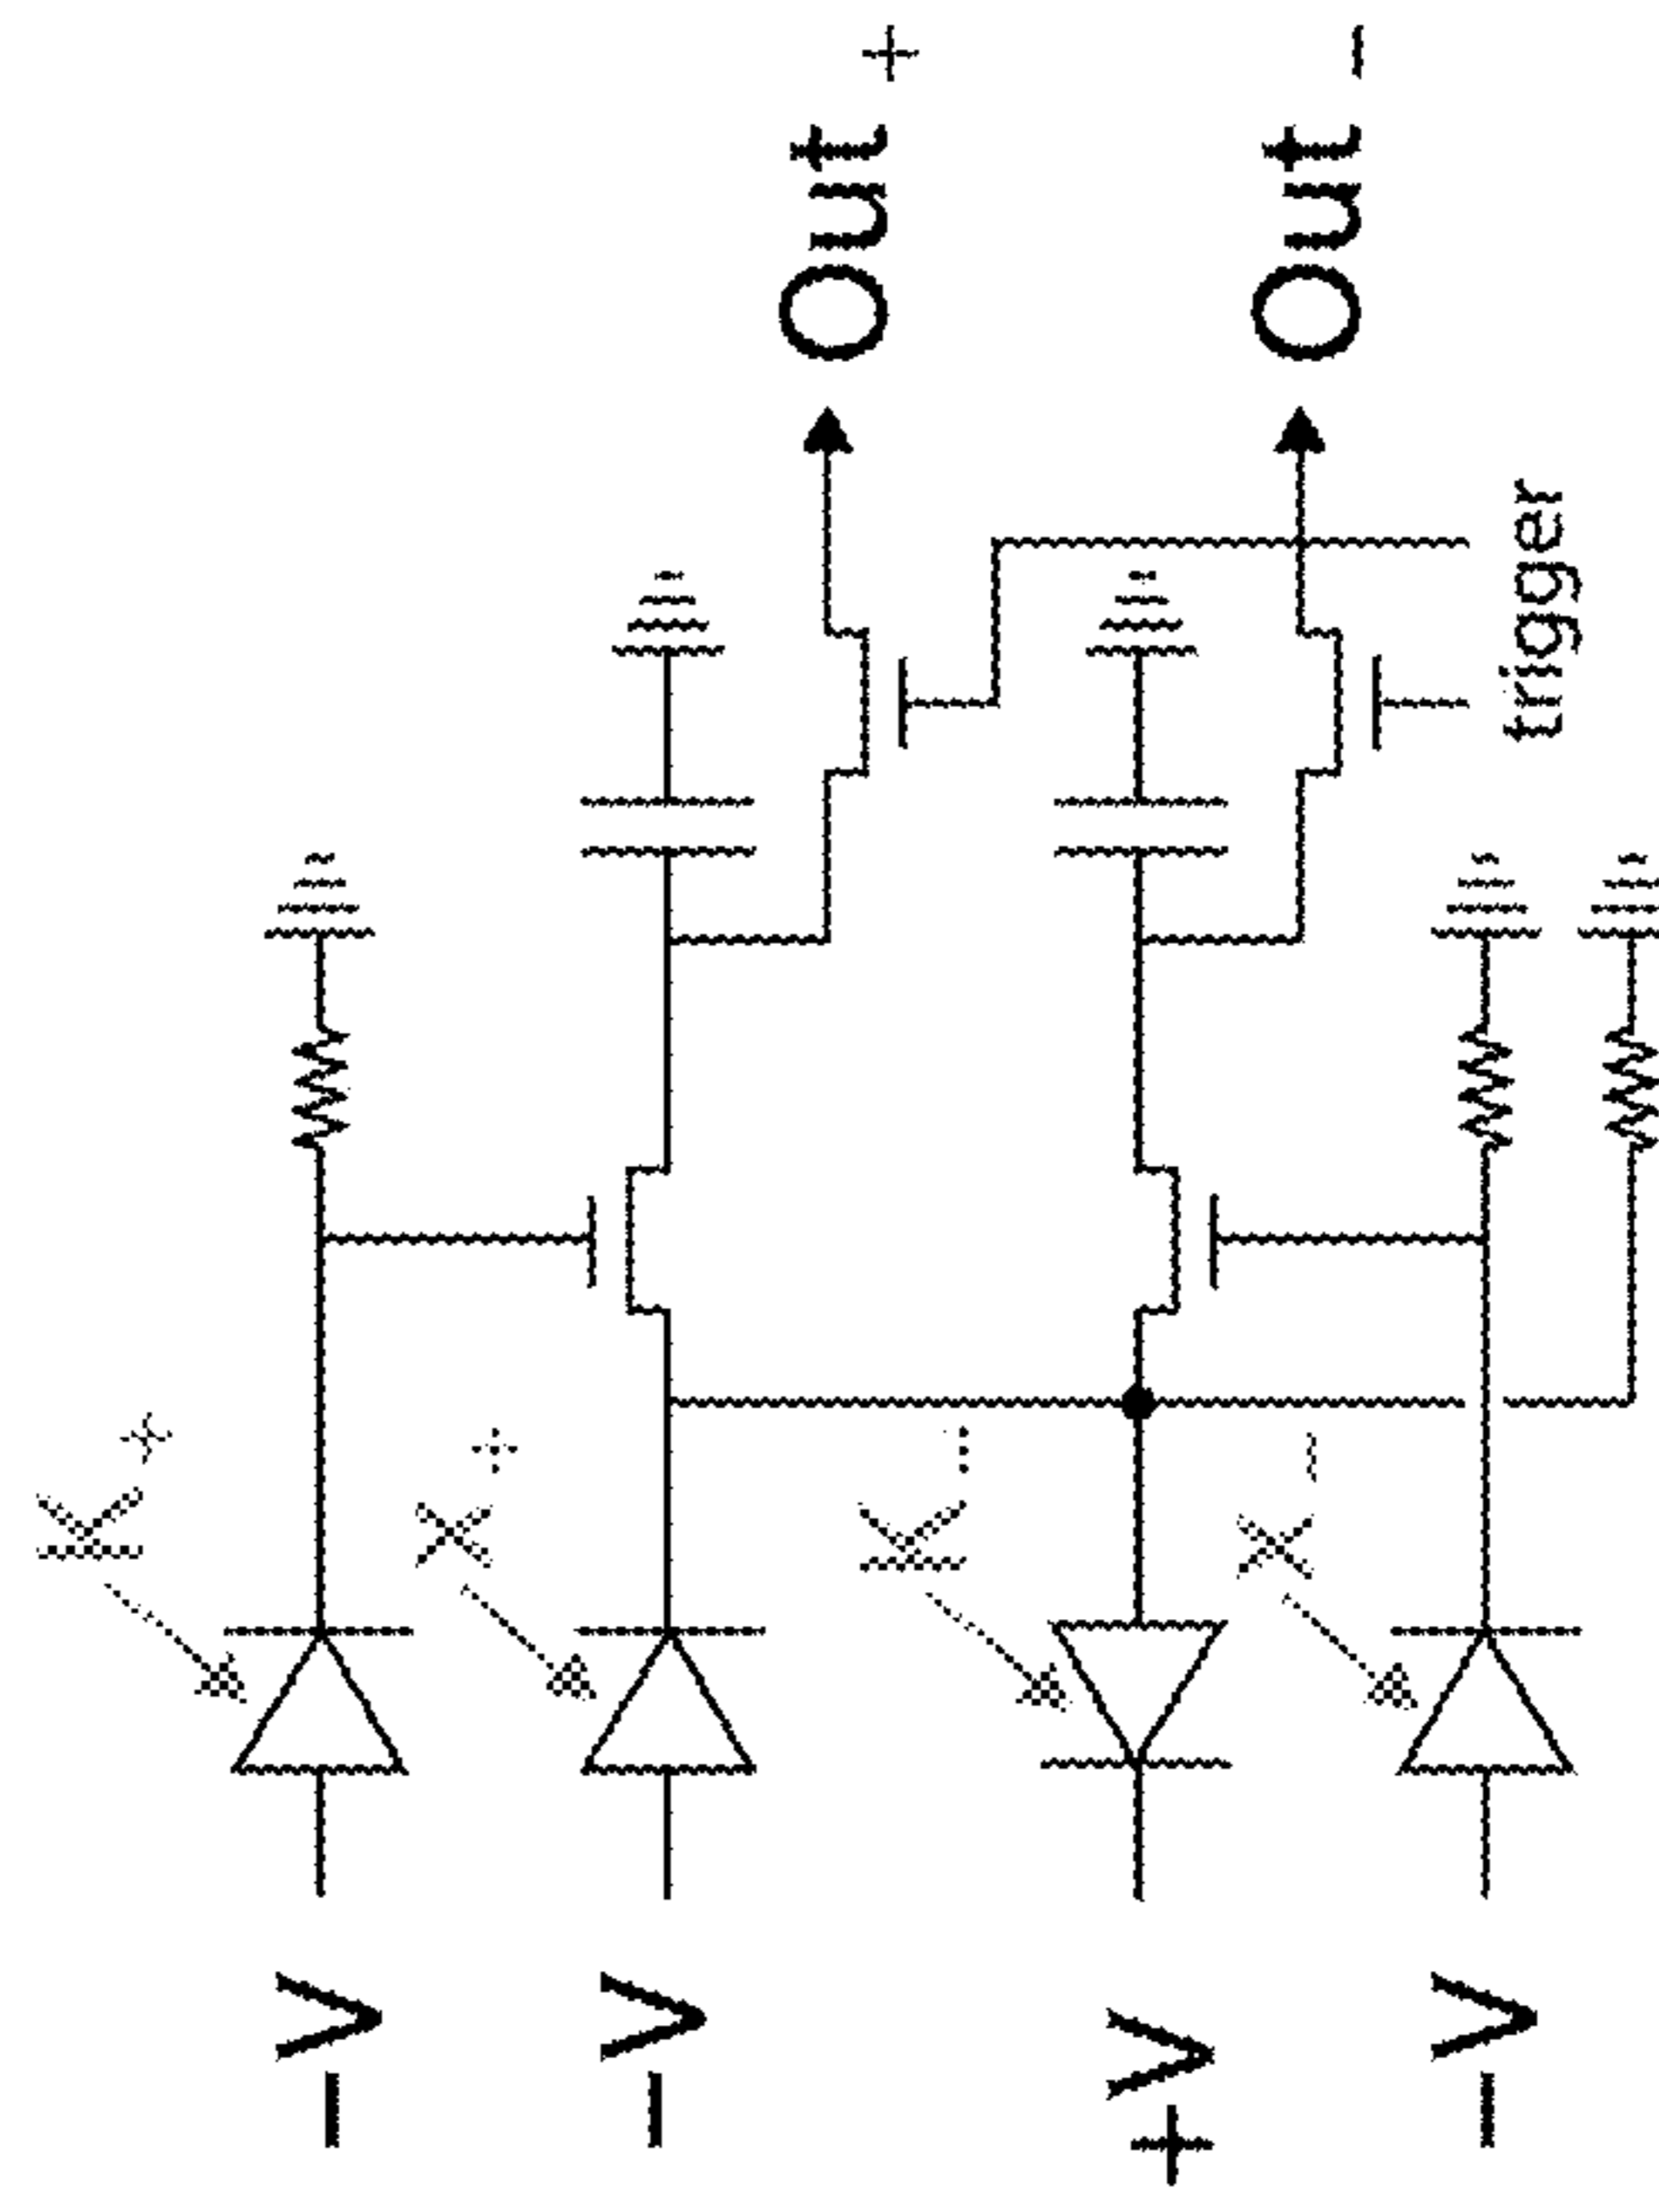 K+
−V
x+
−V
Out +
K−
+V
Out −
x−
−V
trigger